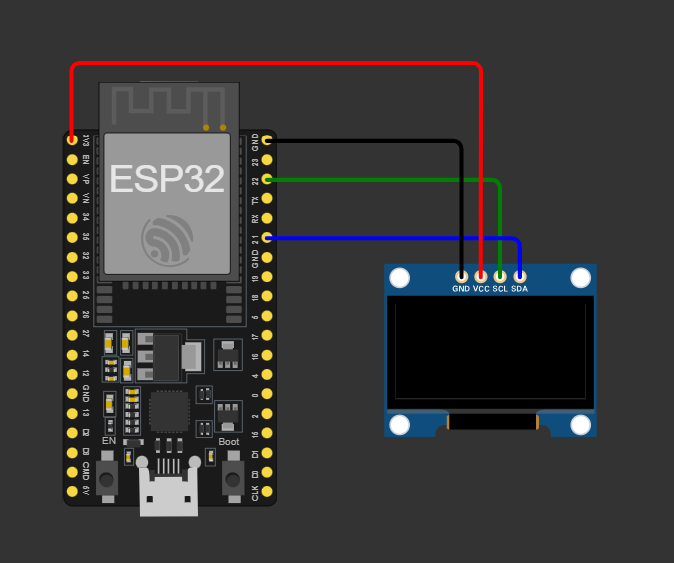 ESP32
3V3
EN
VP
VN
34
35
32
33
25
26
27
14
12
GND
13
D2
D3
CMD
5V
GND
23
22
TX
RX
21
GND
19
18
5
17
16
4
0
2
15
D1
D0
CLK
EN
Boot
GND VCC SCL SDA